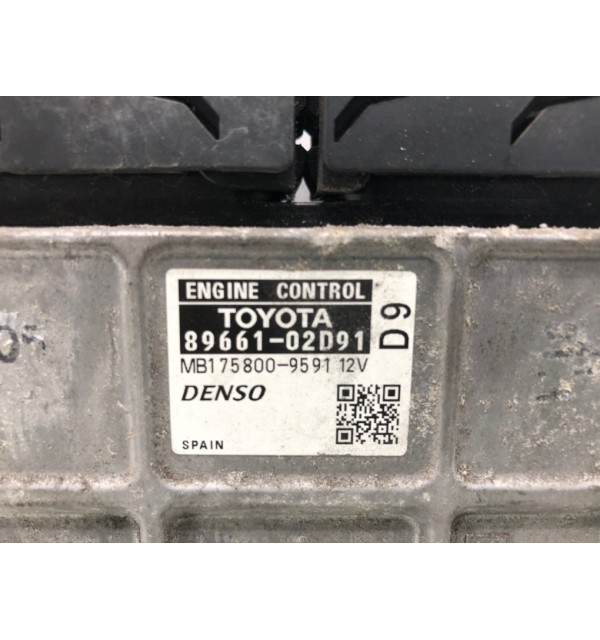 ENGINE CONTROL
TOYOTA
89661-02D91
D9
MB175800-9591 12V
DENSO
SPAIN